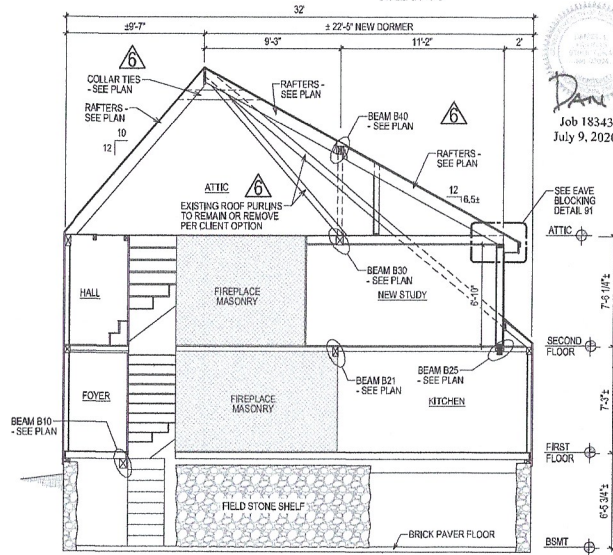 32'
±9'-7"
± 22'-5" NEW DORMER
9'-3"
11'-2"
2'
6
COLLAR TIES
- SEE PLAN
RAFTERS -
SEE PLAN
10
12
RAFTERS -
SEE PLAN
BEAM B40
- SEE PLAN
6
RAFTERS -
SEE PLAN
12
6.5±
DAN
Job 18343
July 9, 2020
SEE EAVE
BLOCKING
DETAIL 91
ATTIC
6
EXISTING ROOF PURLINS
TO REMAIN OR REMOVE
PER CLIENT OPTION
ATTIC
HALL
FIREPLACE
MASONRY
BEAM B30
- SEE PLAN
NEW STUDY
6'-10"
7'-6 1/4"±
SECOND
FLOOR
FOYER
FIREPLACE
MASONRY
BEAM B21
- SEE PLAN
BEAM B25
- SEE PLAN
KITCHEN
7'-3"±
BEAM B10
- SEE PLAN
FIRST
FLOOR
FIELD STONE SHELF
BRICK PAVER FLOOR
6'-5 3/4"±
BSMT